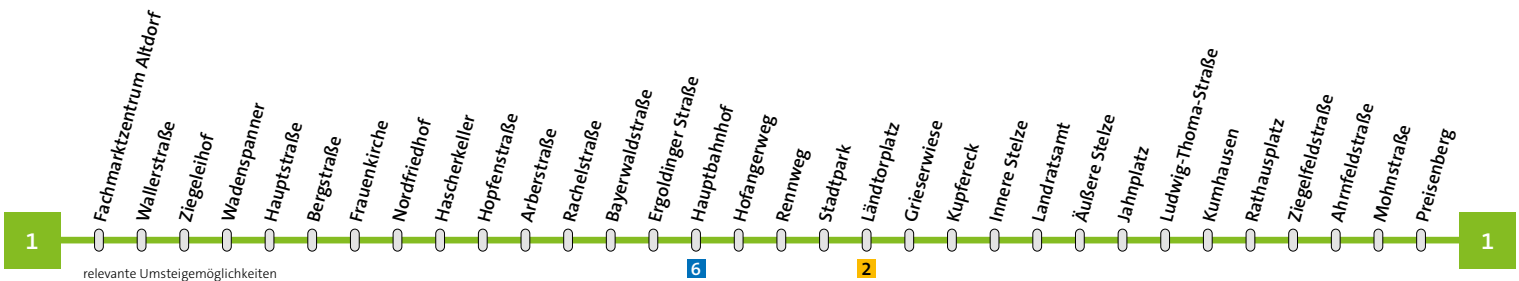 Fachmarktzentrum Altdorf
Wallerstraße
Ziegeleihof
Wadenspanner
Hauptstraße
Bergstraße
Frauenkirche
Nordfriedhof
Hascherkeller
Hopfenstraße
Arberstraße
Rachelstraße
Bayerwaldstraße
Ergoldinger Straße
Hauptbahnhof
Hofangerweg
Rennweg
Stadtpark
Ländtorplatz
Grieserwiese
Kupfereck
Innere Stelze
Landratsamt
Äußere Stelze
Jahnplatz
Ludwig-Thoma-Straße
Kumhausen
Rathausplatz
Ziegelfeldstraße
Ahrnfeldstraße
Mohnstraße
Preisenberg
1
1
relevante Umsteigemöglichkeiten
6
2